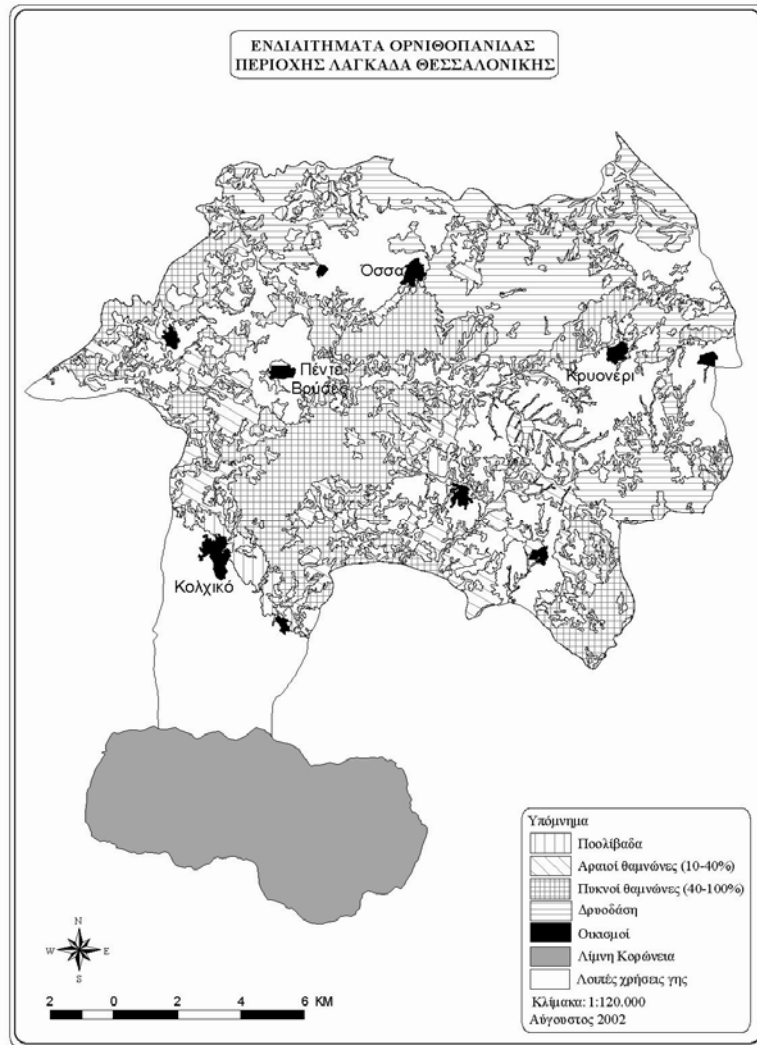 ΕΝΔΙΑΙΤΗΜΑΤΑ ΟΡΝΙΘΟΠΑΝΙΔΑΣ
ΠΕΡΙΟΧΗΣ ΛΑΓΚΑΔΑ ΘΕΣΣΑΛΟΝΙΚΗΣ
Όσσα
Πέντε
Βρύσες
Κρυονέρι
Κολχικό
Υπόμνημα
Ποολίβαδα
Αραιοί θαμνώνες (10-40%)
Πυκνοί θαμνώνες (40-100%)
Δρυοδάση
Οικισμοί
Λίμνη Κορώνεια
Λοιπές χρήσεις γης
Κλίμακα: 1:120.000
Αύγουστος 2002
N
W E
S
2 0 2 4 6 KM